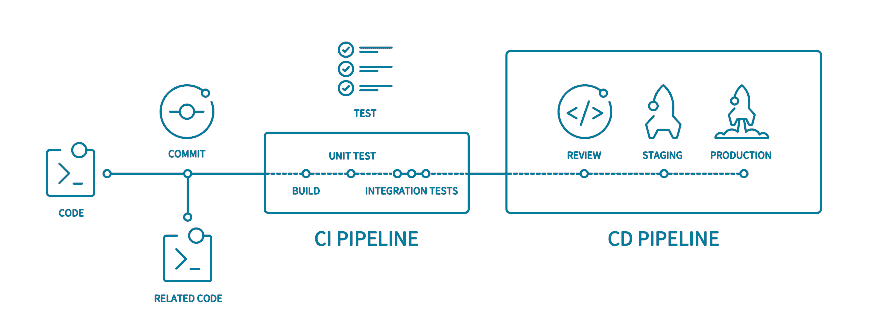 CODE
COMMIT
RELATED CODE
TEST
UNIT TEST
BUILD
INTEGRATION TESTS
CI PIPELINE
REVIEW
STAGING
PRODUCTION
CD PIPELINE